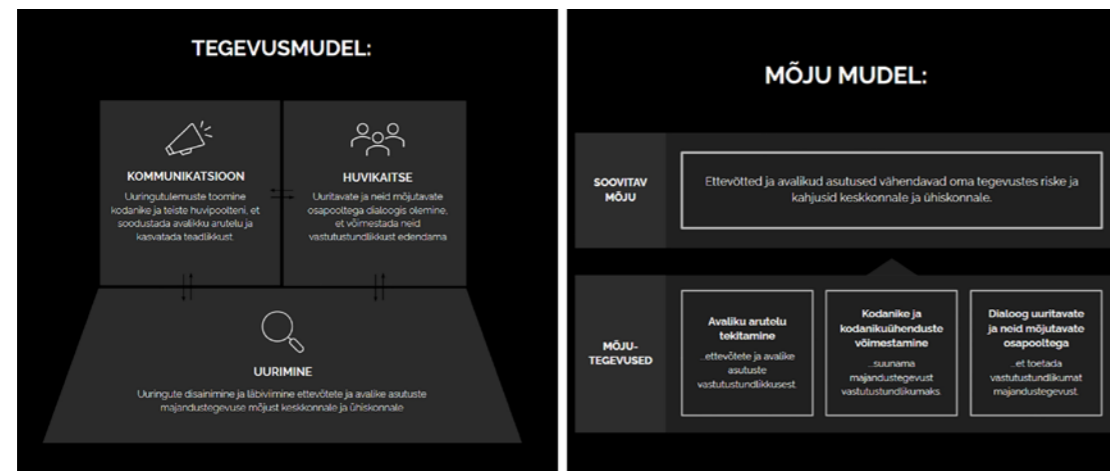 TEGEVUSMUDEL:
KOMMUNIKATSIOON
Uuringutulemuste toomine
kodanike ja teiste huvipoolteni, et
soodustada avalikku arutelu ja
kasvatada teadlikkust.
HUVIKAITSE
Uuritavate ja neid mõjutavate
osapooltega dialoogis olemine,
et võimestada neid
vastutustundlikkust edendama
UURIMINE
Uuringute disainimine ja läbiviimine ettevõtete ja avalike asutuste
majandustegevuse mõjust keskkonnale ja ühiskonnale
MÕJU MUDEL:
SOOVITAV
MÕJU
Ettevõtted ja avalikud asutused vähendavad oma tegevustes riske ja
kahjusid keskkonnale ja ühiskonnale.
MÕJU-
TEGEVUSED
Avaliku arutelu
tekitamine
...ettevõtete ja avalike
asutuste
vastutustundlikkusest.
Kodanike ja
kodanikuühenduste
võimestamine
...suunama
majandustegevust
vastutustundlikumaks.
Dialoog uuritavate
ja neid mõjutavate
osapooltega
...et toetada
vastutustundlikumat
majandustegevust.